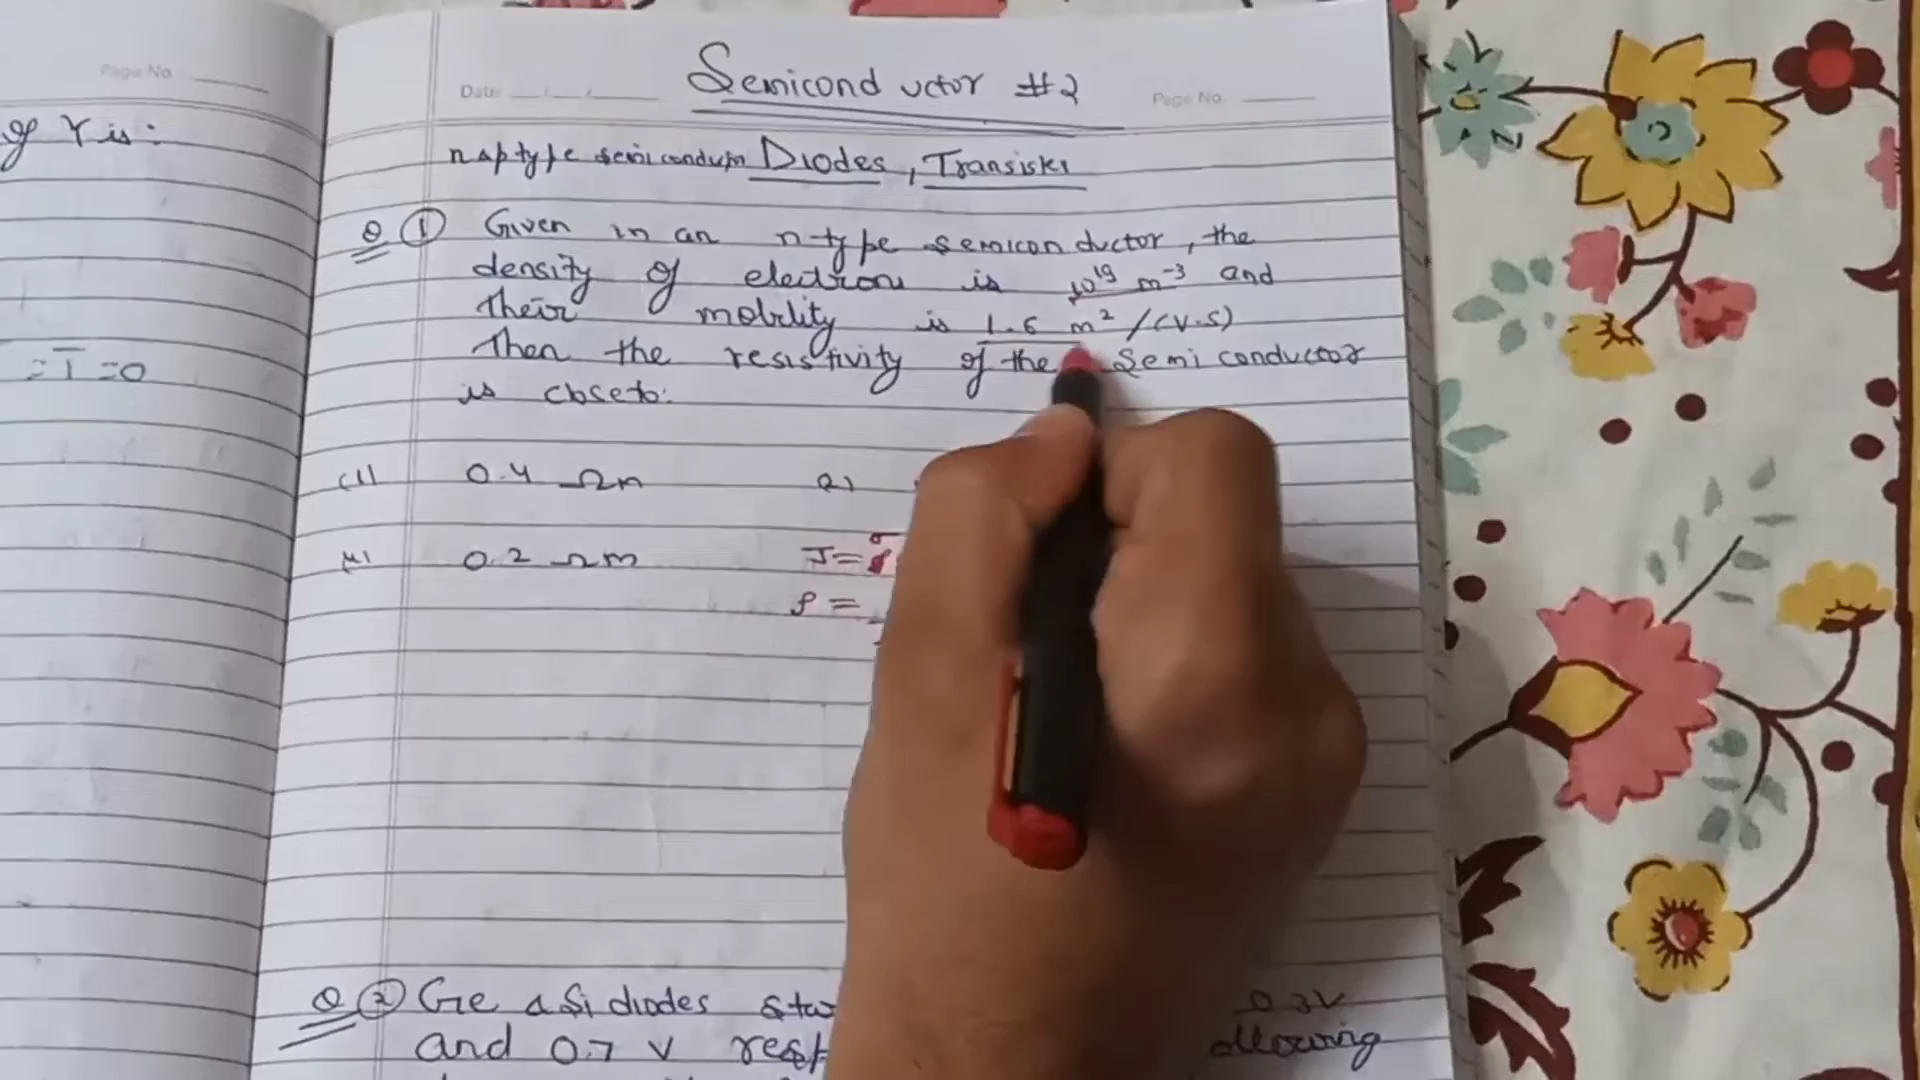 Page No.
of Y is:
= I = 0
Semiconductor #2
Date
Page No.
n & p type semiconductor Diodes, Transistor
Q ① Given in an n-type semiconductor, the
density of electrons is 10¹⁹ m⁻³ and
their mobility is 1.6 m² /(V.S)
Then the resistivity of the Semiconductor
is close to:
(1) 0.4 Ωm 2)
0.2 Ωm J= σ
ρ =
Q ② Ge & Si diodes 0.3V
and 0.7 V allowing